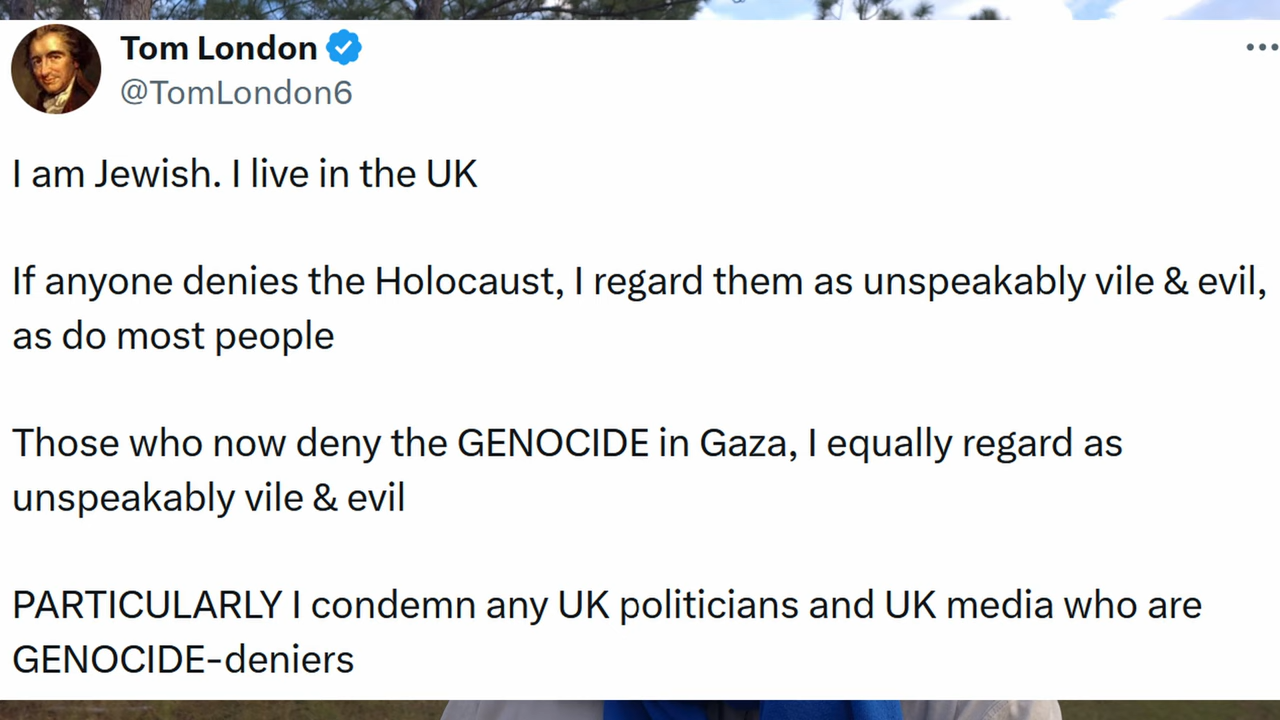 Tom London
@TomLondon6
I am Jewish. I live in the UK
If anyone denies the Holocaust, I regard them as unspeakably vile & evil,
as do most people
Those who now deny the GENOCIDE in Gaza, I equally regard as
unspeakably vile & evil
PARTICULARLY I condemn any UK politicians and UK media who are
GENOCIDE-deniers